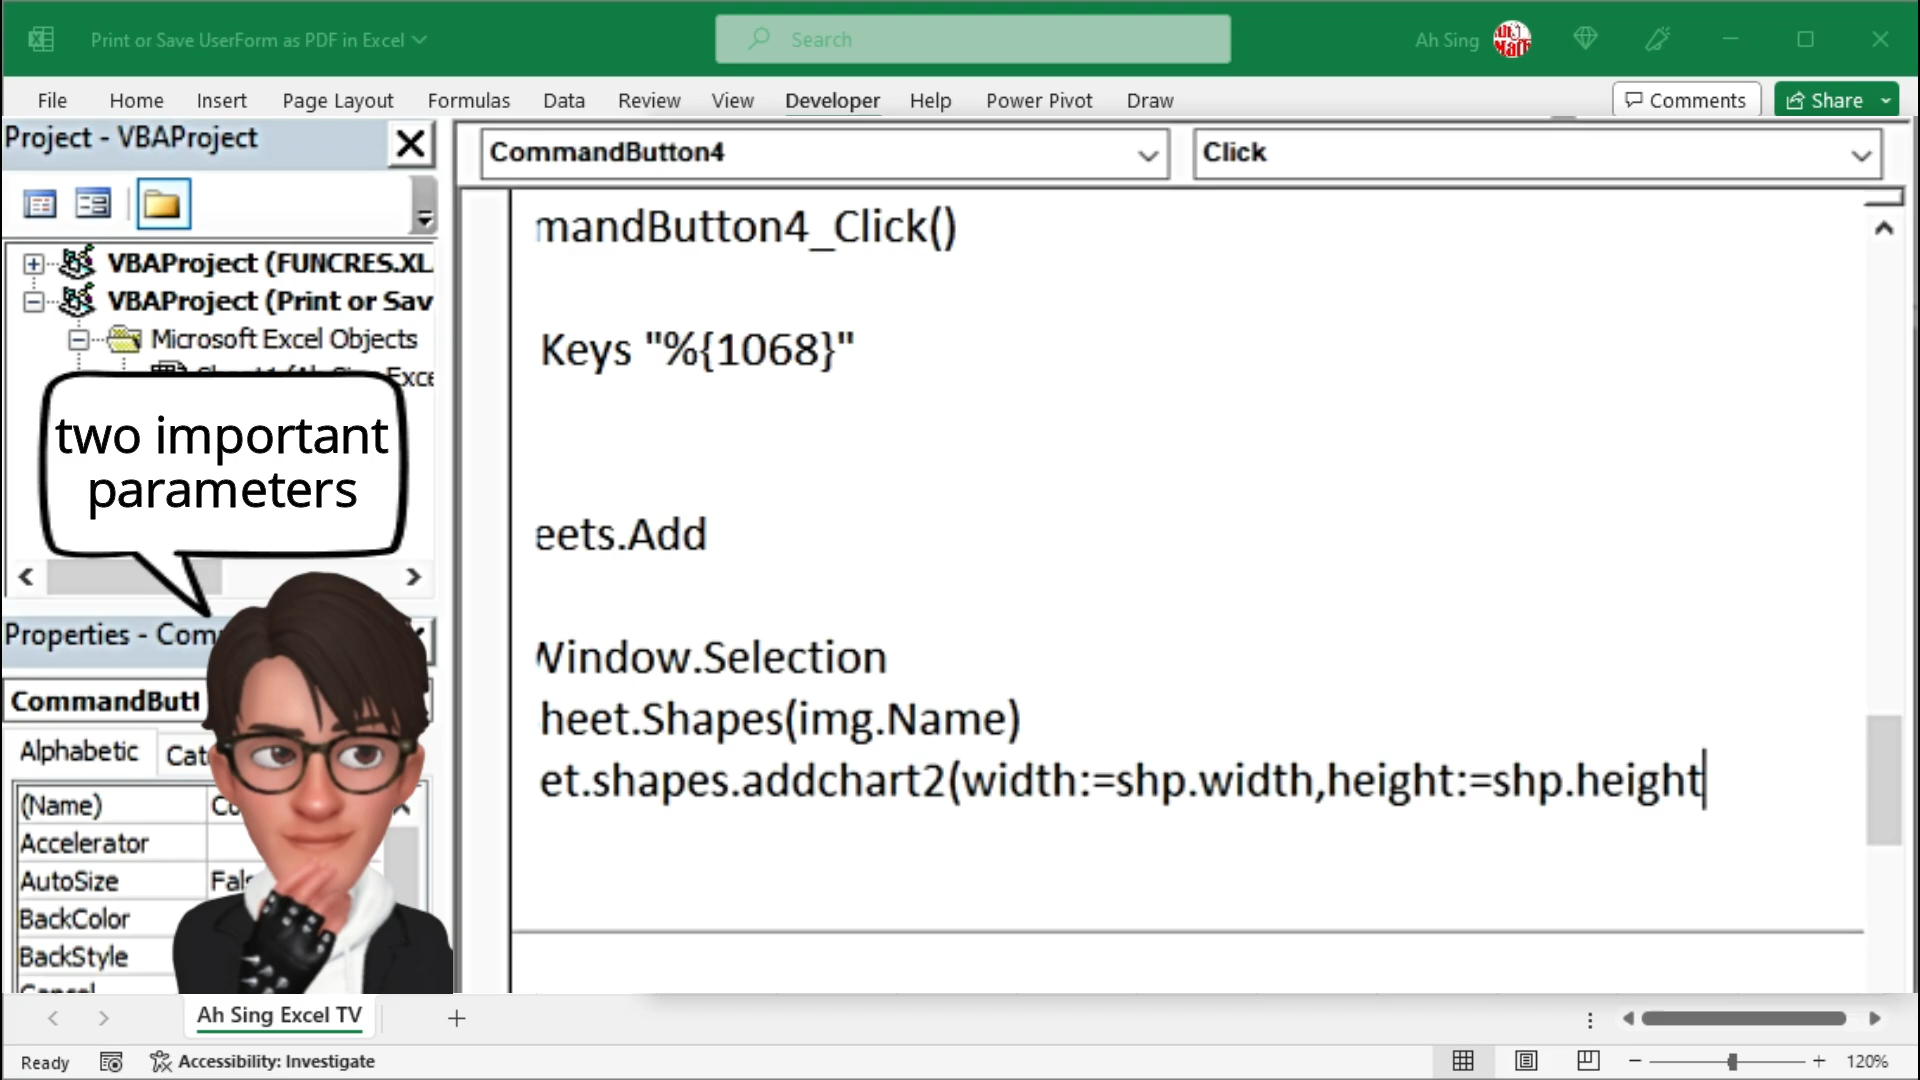 Print or Save UserForm as PDF in Excel
Search
Ah Sing
File Home Insert Page Layout Formulas Data Review View Developer Help Power Pivot Draw
Comments
Share
Project - VBAProject
VBAProject (FUNCRES.XL
VBAProject (Print or Sav
Microsoft Excel Objects
two important
parameters
Properties - Com
CommandButt
Alphabetic Cat
(Name) Co
Accelerator
AutoSize Fals
BackColor
BackStyle
CommandButton4
Click
mandButton4_Click()
Keys "%{1068}"
eets.Add
Window.Selection
heet.Shapes(img.Name)
et.shapes.addchart2(width:=shp.width,height:=shp.height
Ah Sing Excel TV
Ready
Accessibility: Investigate
120%